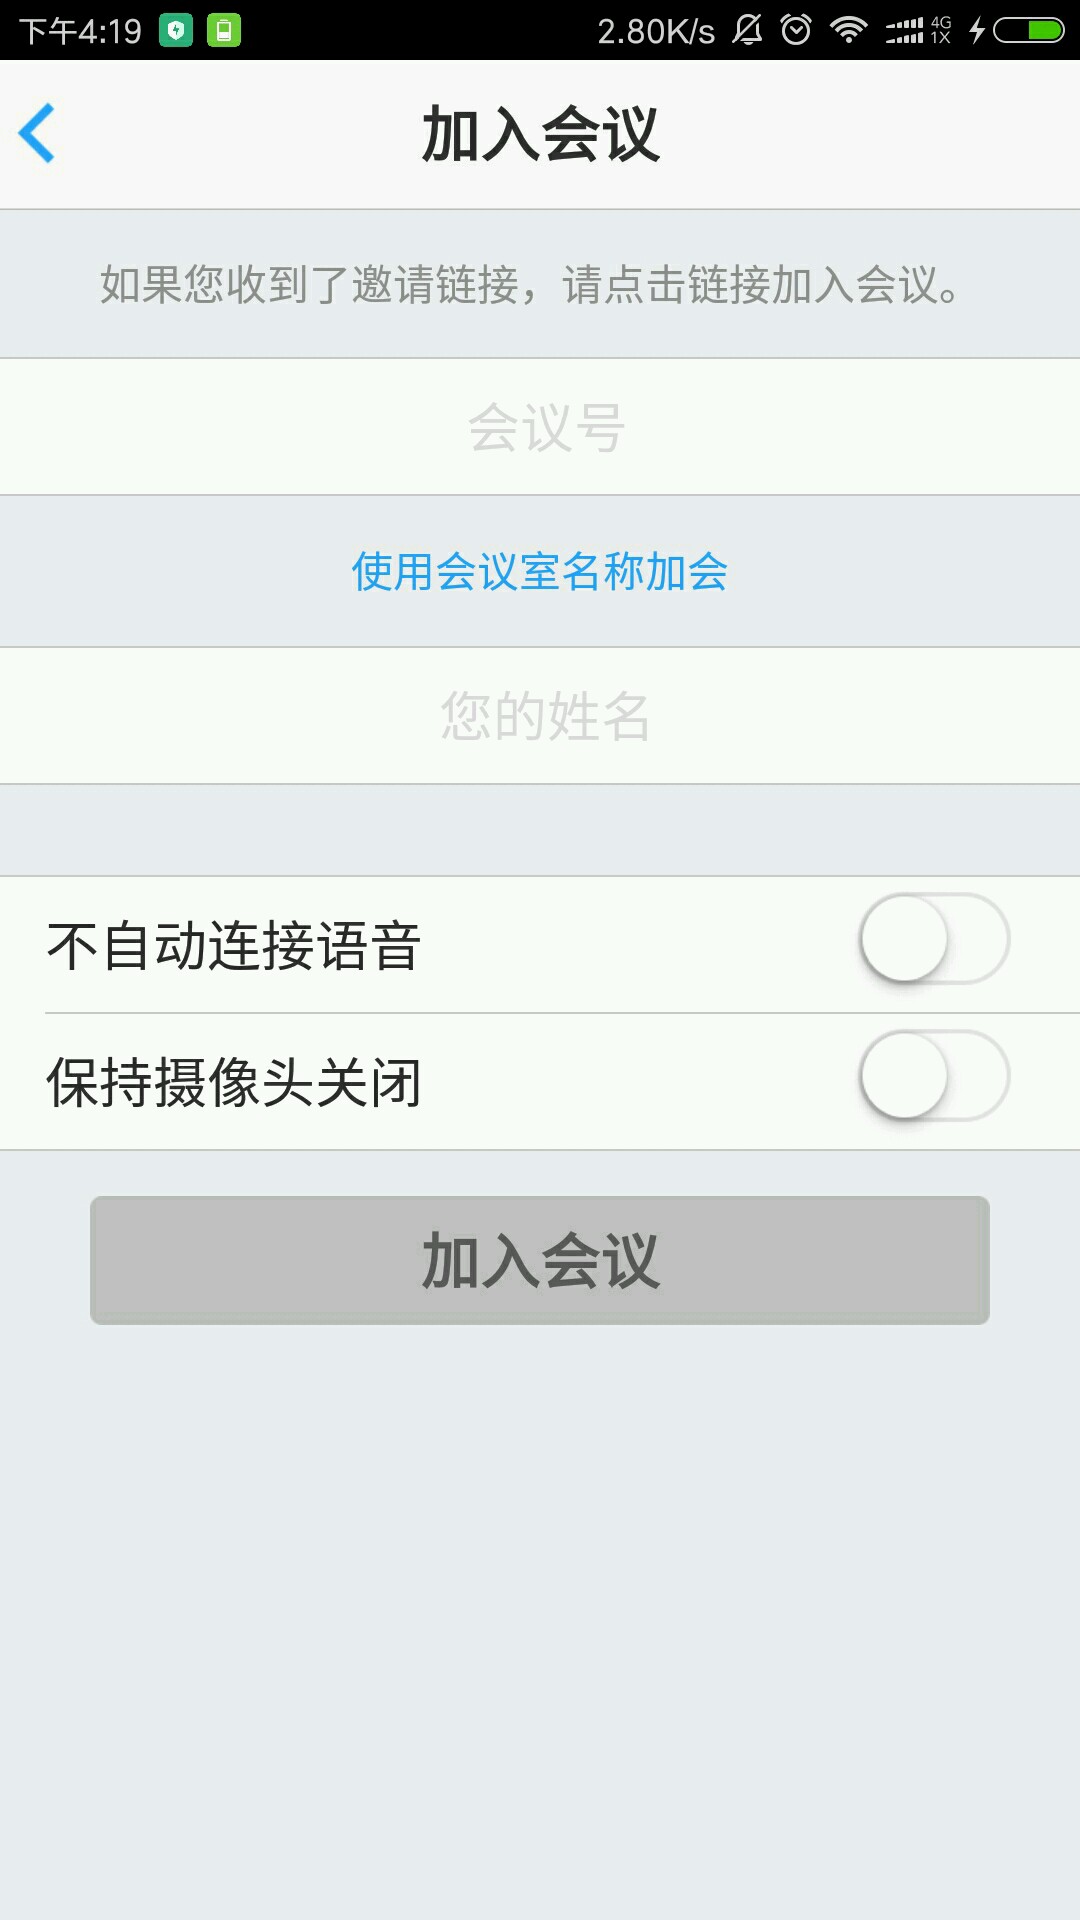 下午4:19 2.80K/s 4G 1X
加入会议
如果您收到了邀请链接，请点击链接加入会议。
会议号
使用会议室名称加会
您的姓名
不自动连接语音
保持摄像头关闭
加入会议